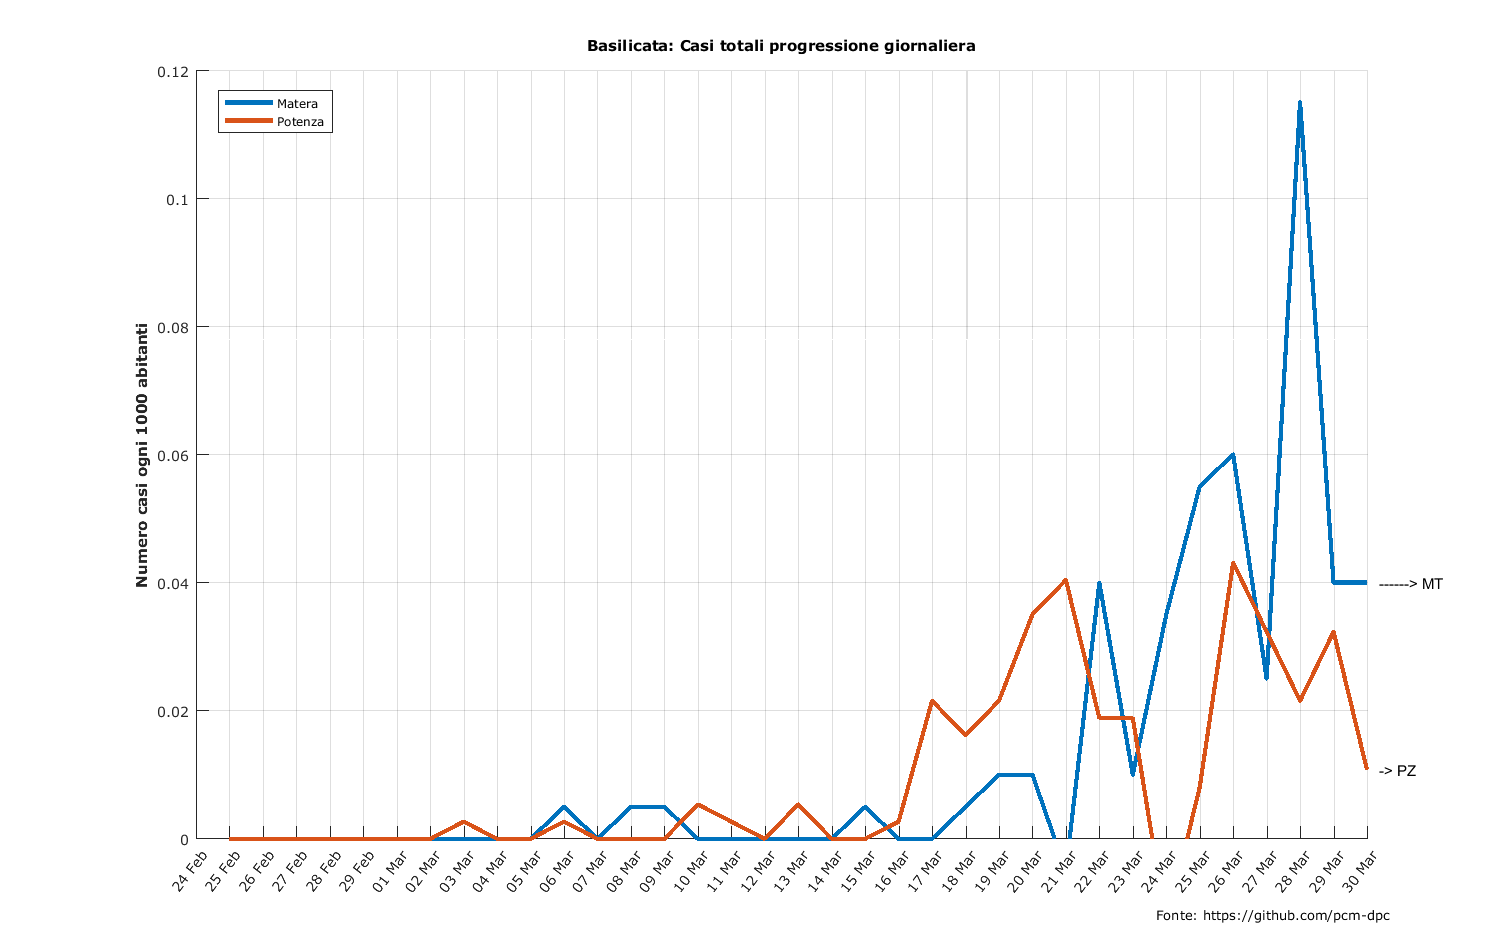 Basilicata: Casi totali progressione giornaliera
Matera
Potenza
Numero casi ogni 1000 abitanti
0.12
0.1
0.08
0.06
0.04
0.02
0
------> MT
-> PZ
24 Feb
25 Feb
26 Feb
27 Feb
28 Feb
29 Feb
01 Mar
02 Mar
03 Mar
04 Mar
05 Mar
06 Mar
07 Mar
08 Mar
09 Mar
10 Mar
11 Mar
12 Mar
13 Mar
14 Mar
15 Mar
16 Mar
17 Mar
18 Mar
19 Mar
20 Mar
21 Mar
22 Mar
23 Mar
24 Mar
25 Mar
26 Mar
27 Mar
28 Mar
29 Mar
30 Mar
Fonte: https://github.com/pcm-dpc